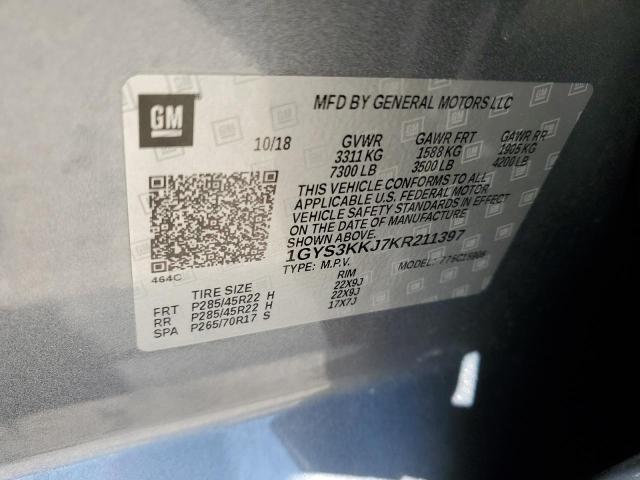 GM
MFD BY GENERAL MOTORS LLC
10/18 GVWR GAWR FRT GAWR RR
3311 KG 1588 KG 1905 KG
7300 LB 3500 LB 4200 LB
THIS VEHICLE CONFORMS TO ALL
APPLICABLE U.S. FEDERAL MOTOR
VEHICLE SAFETY STANDARDS IN EFFECT
ON THE DATE OF MANUFACTURE
SHOWN ABOVE.
1GYS3KKJ7KR211397
TYPE: M.P.V. MODEL:
464C
TIRE SIZE RIM
FRT P285/45R22 H 22X9J
RR P285/45R22 H 22X9J
SPA P265/70R17 S 17X7J